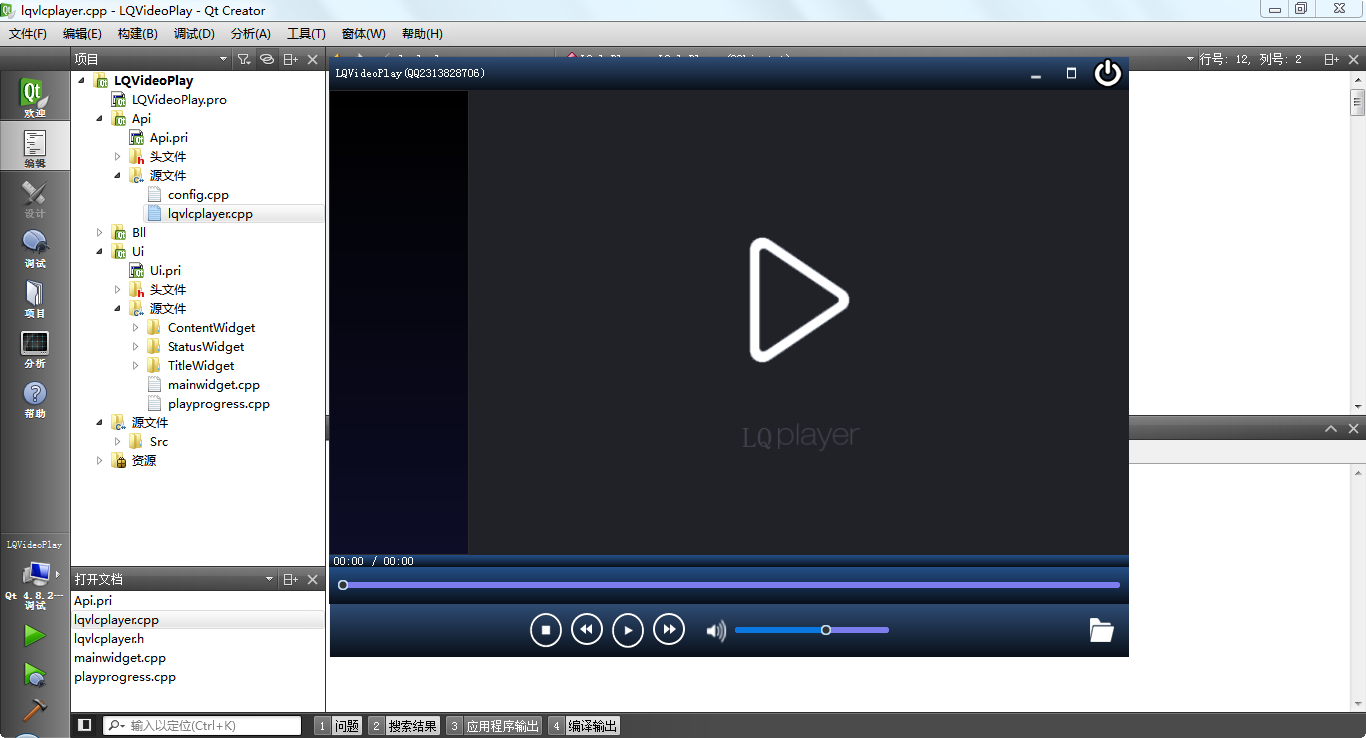 lqvlcplayer.cpp - LQVideoPlay - Qt Creator
文件(F) 编辑(E) 构建(B) 调试(D) 分析(A) 工具(T) 窗体(W) 帮助(H)
项目
行号: 12, 列号: 2
LQVideoPlay
LQVideoPlay.pro
Api
Api.pri
头文件
源文件
config.cpp
lqvlcplayer.cpp
Bll
Ui
Ui.pri
头文件
源文件
ContentWidget
StatusWidget
TitleWidget
mainwidget.cpp
playprogress.cpp
源文件
Src
资源
欢迎
编辑
设计
调试
项目
分析
帮助
LQVideoPlay
Qt 4.8.2...
调试
打开文档
Api.pri
lqvlcplayer.cpp
lqvlcplayer.h
mainwidget.cpp
playprogress.cpp
LQVideoPlay(QQ2313828706)
LQ player
00:00 / 00:00
输入以定位(Ctrl+K)
1 问题 2 搜索结果 3 应用程序输出 4 编译输出